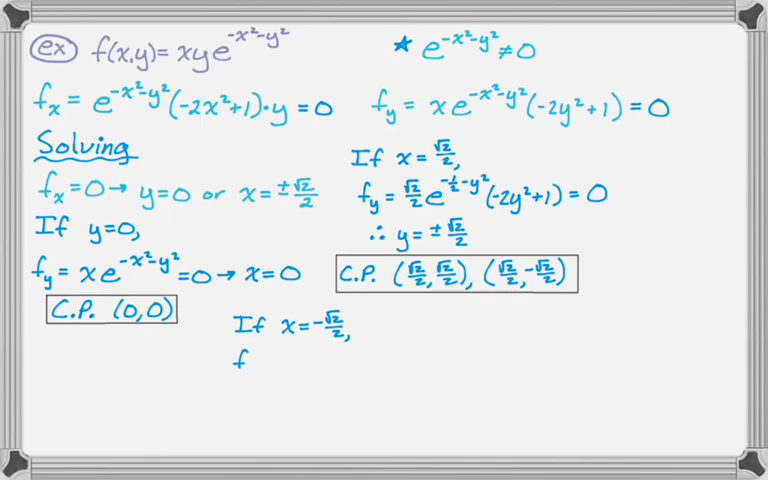 ex f(x,y)=xye^{-x²-y²}
★ e^{-x²-y²}≠0
f_x = e^{-x²-y²}(-2x²+1)·y = 0
f_y = xe^{-x²-y²}(-2y²+1) = 0
Solving
f_x=0→ y=0 or x=±√2/2
If y=0,
f_y = xe^{-x²-y²}=0→x=0
C.P. (0,0)
If x=√2/2,
f_y=√2/2e^{-1/2-y²}(-2y²+1)=0
∴ y=±√2/2
C.P. (√2/2,√2/2), (√2/2,-√2/2)
If x=-√2/2,
f